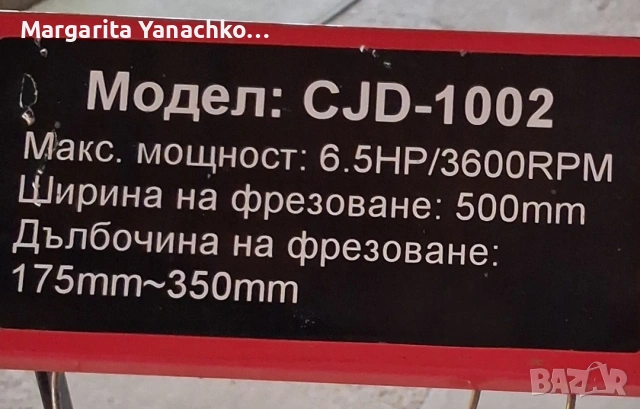 Margarita Yanachko...
Модел: CJD-1002
Макс. мощност: 6.5HP/3600RPM
Ширина на фрезоване: 500mm
Дълбочина на фрезоване:
175mm~350mm
BAZAR